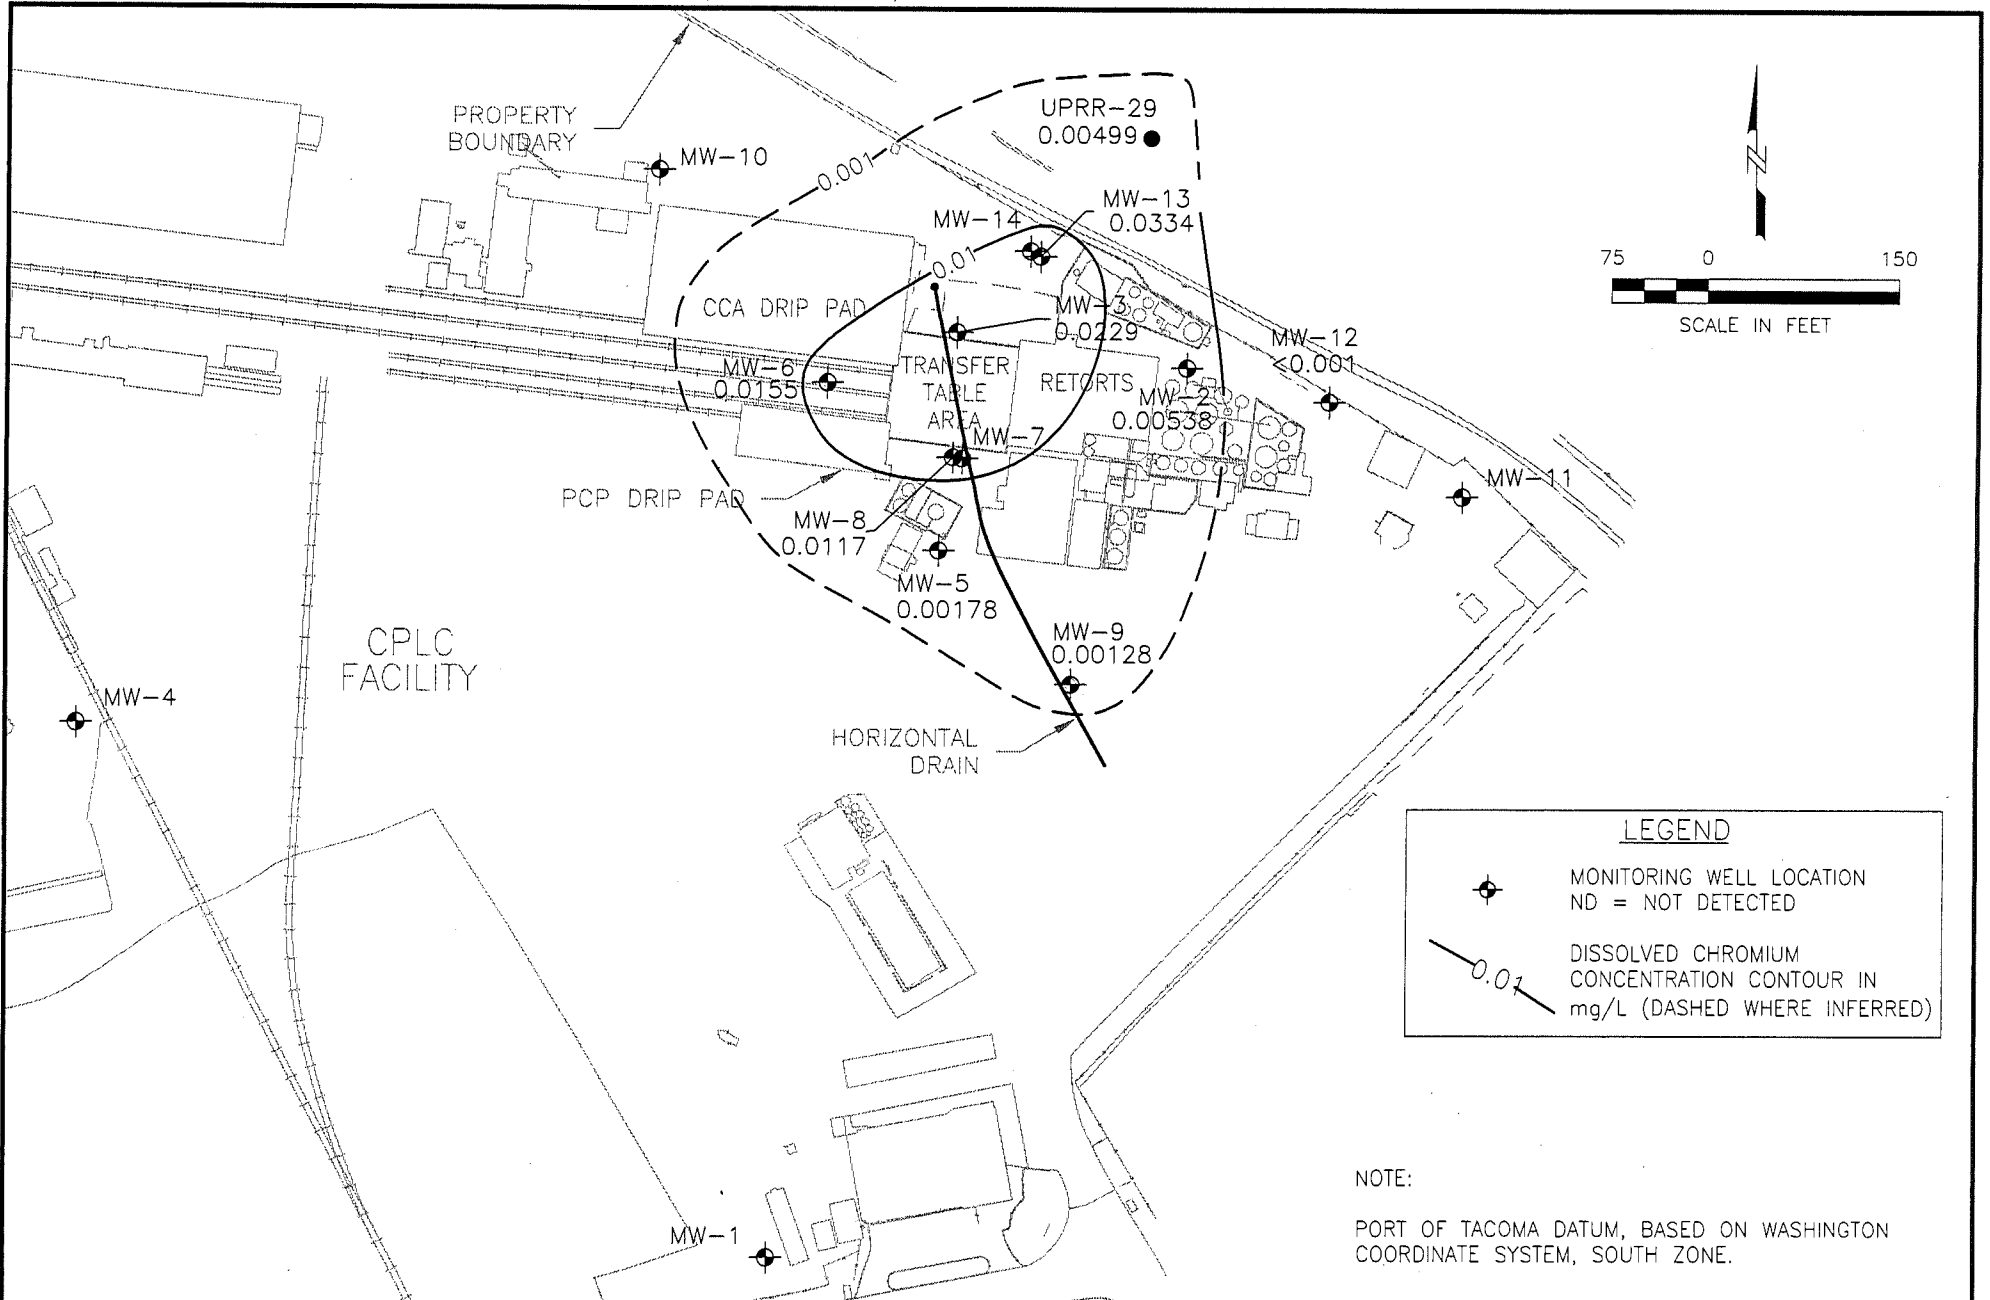 PROPERTY
BOUNDARY
UPRR-29
0.00499
MW-10
0.001
MW-13
0.0334
MW-14
0.01
N
75 0 150
SCALE IN FEET
CCA DRIP PAD
MW-3
0.0229
MW-12
<0.001
MW-6
0.0155
TRANSFER
TABLE
AREA
RETORTS
MW-2
0.00538
MW-7
MW-11
PCP DRIP PAD
MW-8
0.0117
MW-5
0.00178
CPLC
FACILITY
MW-9
0.00128
MW-4
HORIZONTAL
DRAIN
LEGEND
MONITORING WELL LOCATION
ND = NOT DETECTED
0.01
DISSOLVED CHROMIUM
CONCENTRATION CONTOUR IN
mg/L (DASHED WHERE INFERRED)
NOTE:
PORT OF TACOMA DATUM, BASED ON WASHINGTON
COORDINATE SYSTEM, SOUTH ZONE.
MW-1